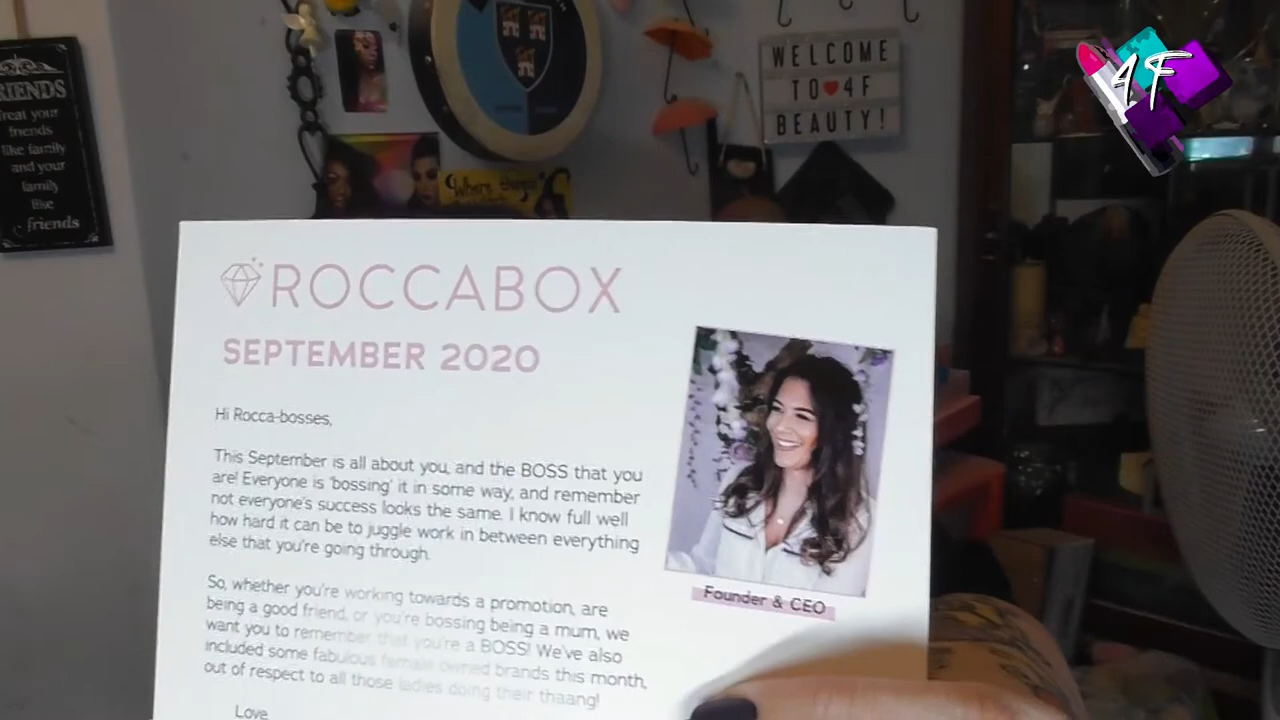 RIENDS
Treat your
friends
like family
and your
family
like
friends
WELCOME
TO♥4F
BEAUTY!
4F
Where
ROCCABOX
SEPTEMBER 2020
Hi Rocca-bosses,
This September is all about you, and the BOSS that you
are! Everyone is 'bossing' it in some way, and remember
not everyone's success looks the same. I know full well
how hard it can be to juggle work in between everything
else that you're going through.
So, whether you're working towards a promotion, are
being a good friend, or you're bossing being a mum, we
want you to remember that you're a BOSS! We've also
included some fabulous female owned brands this month,
out of respect to all those ladies doing their thaang!
Love
Founder & CEO